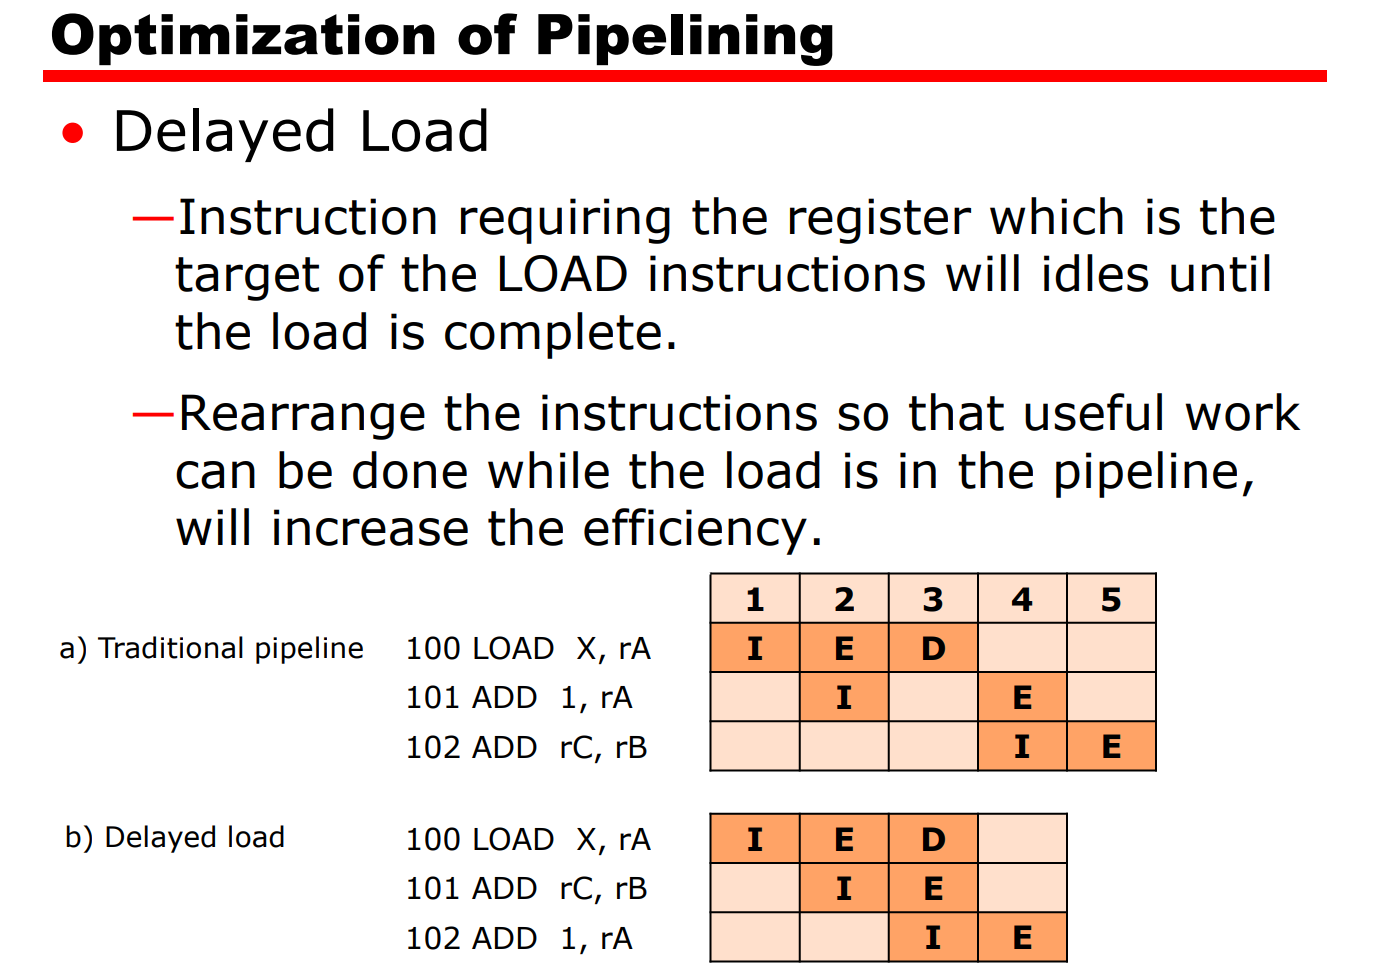 Optimization of Pipelining
• Delayed Load
—Instruction requiring the register which is the
target of the LOAD instructions will idles until
the load is complete.
—Rearrange the instructions so that useful work
can be done while the load is in the pipeline,
will increase the efficiency.
1 2 3 4 5
a) Traditional pipeline 100 LOAD X, rA I E D
101 ADD 1, rA I E
102 ADD rC, rB I E
b) Delayed load 100 LOAD X, rA I E D
101 ADD rC, rB I E
102 ADD 1, rA I E